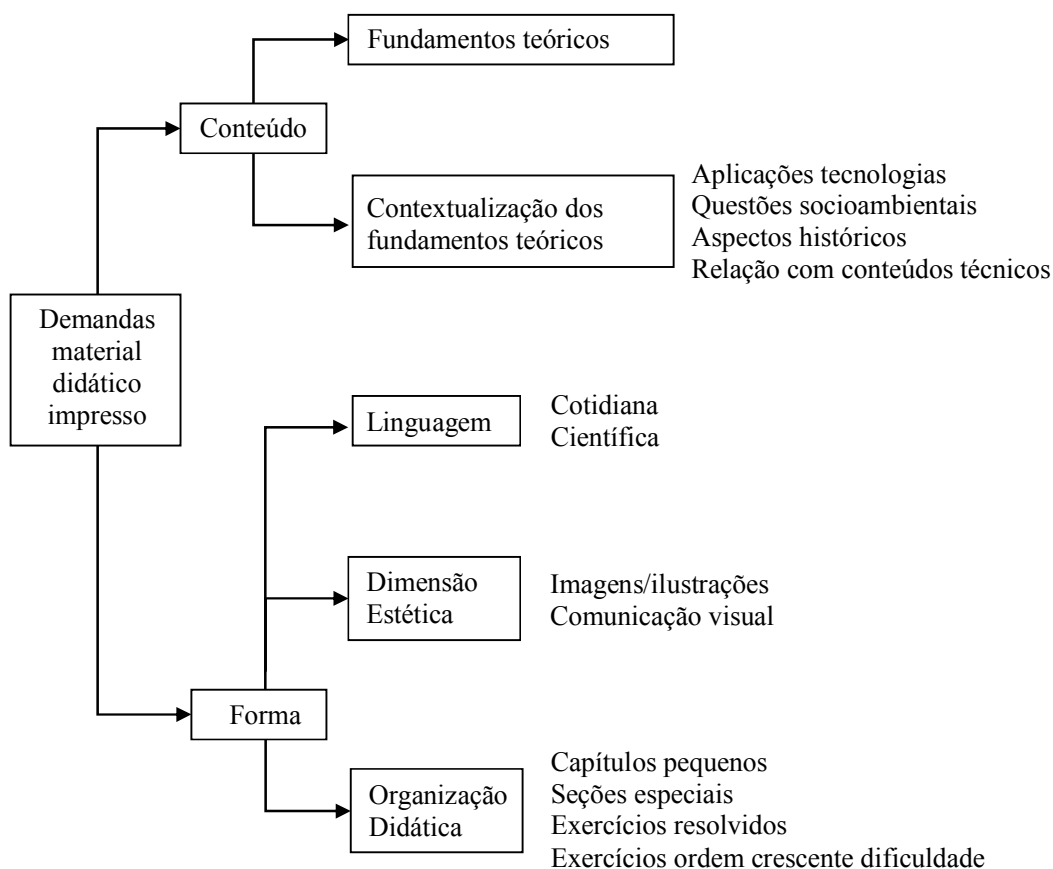 Fundamentos teóricos
Conteúdo
Contextualização dos
fundamentos teóricos
Aplicações tecnologias
Questões socioambientais
Aspectos históricos
Relação com conteúdos técnicos
Demandas
material
didático
impresso
Linguagem
Cotidiana
Científica
Dimensão
Estética
Imagens/ilustrações
Comunicação visual
Forma
Organização
Didática
Capítulos pequenos
Seções especiais
Exercícios resolvidos
Exercícios ordem crescente dificuldade